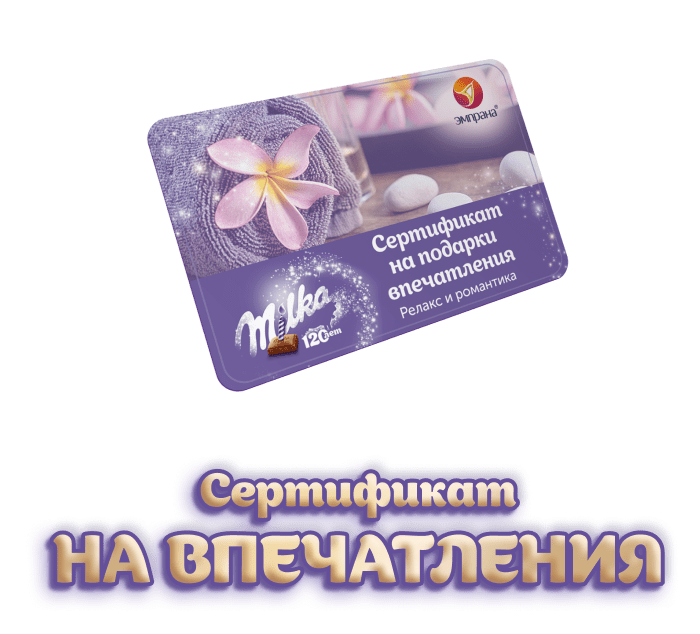 эмпрана®
Сертификат
на подарки
впечатления
Релакс и романтика
Milka
120 лет
Сертификат
НА ВПЕЧАТЛЕНИЯ